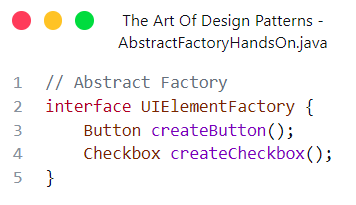 The Art Of Design Patterns -
AbstractFactoryHandsOn.java
1 // Abstract Factory
2 interface UIElementFactory {
3     Button createButton();
4     Checkbox createCheckbox();
5 }